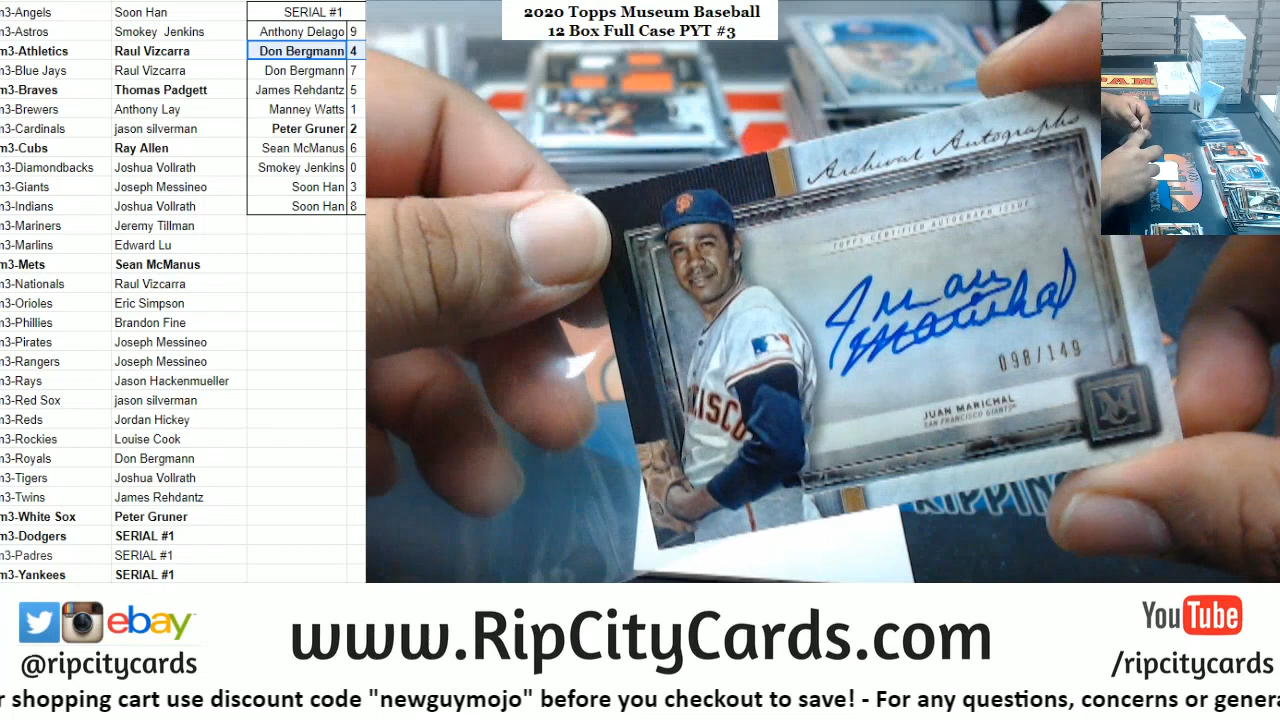 m3-Angels Soon Han SERIAL #1
m3-Astros Smokey Jenkins Anthony Delago 9
m3-Athletics Raul Vizcarra Don Bergmann 4
m3-Blue Jays Raul Vizcarra Don Bergmann 7
m3-Braves Thomas Padgett James Rehdantz 5
m3-Brewers Anthony Lay Manney Watts 1
m3-Cardinals jason silverman Peter Gruner 2
m3-Cubs Ray Allen Sean McManus 6
m3-Diamondbacks Joshua Vollrath Smokey Jenkins 0
m3-Giants Joseph Messineo Soon Han 3
m3-Indians Joshua Vollrath Soon Han 8
m3-Mariners Jeremy Tillman
m3-Marlins Edward Lu
m3-Mets Sean McManus
m3-Nationals Raul Vizcarra
m3-Orioles Eric Simpson
m3-Phillies Brandon Fine
m3-Pirates Joseph Messineo
m3-Rangers Joseph Messineo
m3-Rays Jason Hackenmueller
m3-Red Sox jason silverman
m3-Reds Jordan Hickey
m3-Rockies Louise Cook
m3-Royals Don Bergmann
m3-Tigers Joshua Vollrath
m3-Twins James Rehdantz
m3-White Sox Peter Gruner
m3-Dodgers SERIAL #1
m3-Padres SERIAL #1
m3-Yankees SERIAL #1
2020 Topps Museum Baseball
12 Box Full Case PYT #3
Archival Autographs
TOPPS CERTIFIED AUTOGRAPH ISSUE
Juan
Marichal
098/149
JUAN MARICHAL
SAN FRANCISCO GIANTS
M
CISCO
RIPPING
ebay
@ripcitycards
www.RipCityCards.com
YouTube
/ripcitycards
r shopping cart use discount code "newguymojo" before you checkout to save! - For any questions, concerns or genera